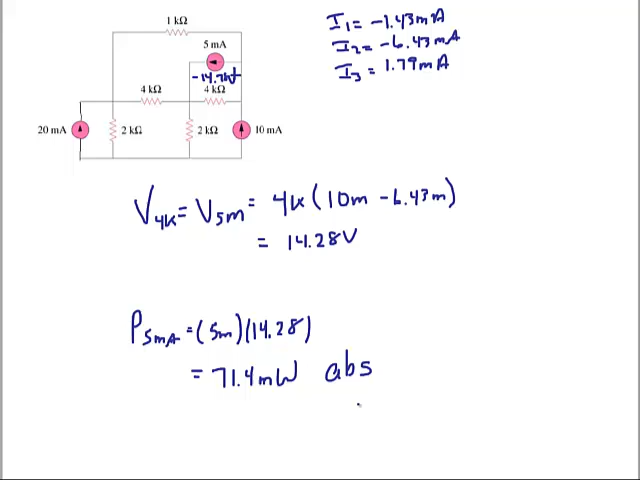 1 kΩ
I₁ = -1.43mA
I₂ = -6.43mA
I₃ = 1.79mA
5 mA
-14.7k+
4 kΩ 4 kΩ
20 mA 2 kΩ 2 kΩ 10 mA
V4k = V5m = 4k(10m - 6.43m)
= 14.28V
P5mA = (5m)(14.28)
= 71.4mW abs